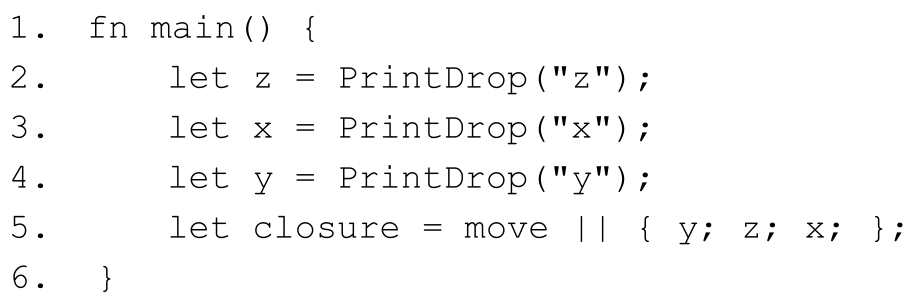 1. fn main() {
2.     let z = PrintDrop("z");
3.     let x = PrintDrop("x");
4.     let y = PrintDrop("y");
5.     let closure = move || { y; z; x; };
6. }